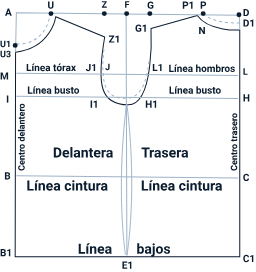 A U Z F G P1 P D
D1
U1 Z1 G1 N
U3
Línea tórax J1 J L1 Línea hombros L
M
Línea busto Línea busto
I I1 H1 H
Centro delantero Centro trasero
Delantera Trasera
B C
Línea cintura Línea cintura
Línea bajos
B1 E1 C1